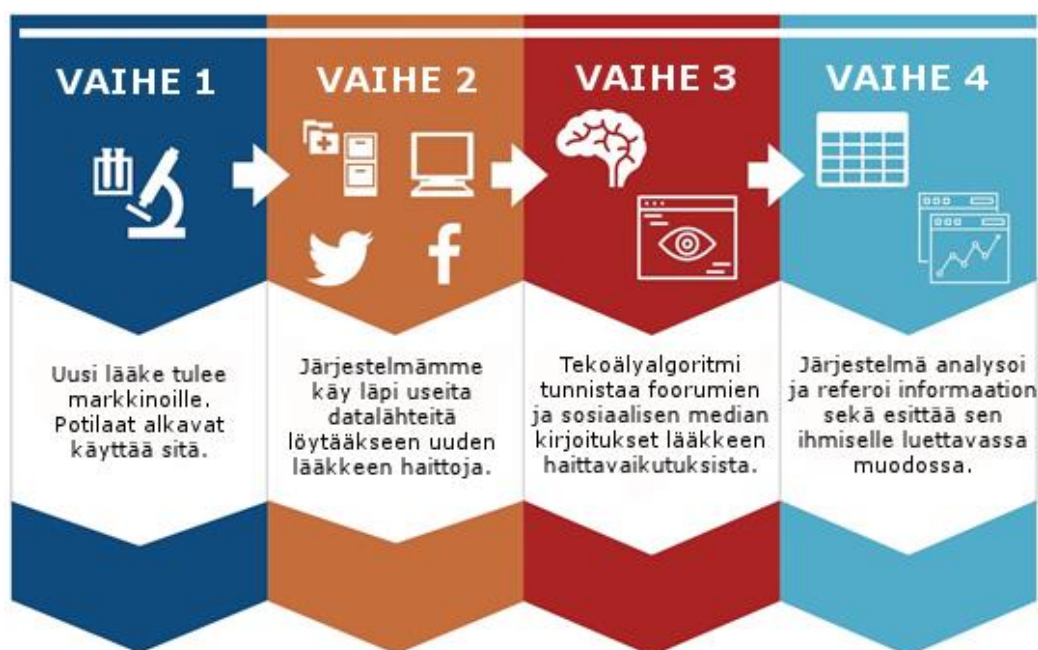 VAIHE 1
Uusi lääke tulee
markkinoille.
Potilaat alkavat
käyttää sitä.
VAIHE 2
Järjestelmämme
käy läpi useita
datalähteitä
löytääkseen uuden
lääkkeen haittoja.
VAIHE 3
Tekoälyalgoritmi
tunnistaa foorumien
ja sosiaalisen median
kirjoitukset lääkkeen
haittavaikutuksista.
VAIHE 4
Järjestelmä analysoi
ja referoi informaation
sekä esittää sen
ihmiselle luettavassa
muodossa.